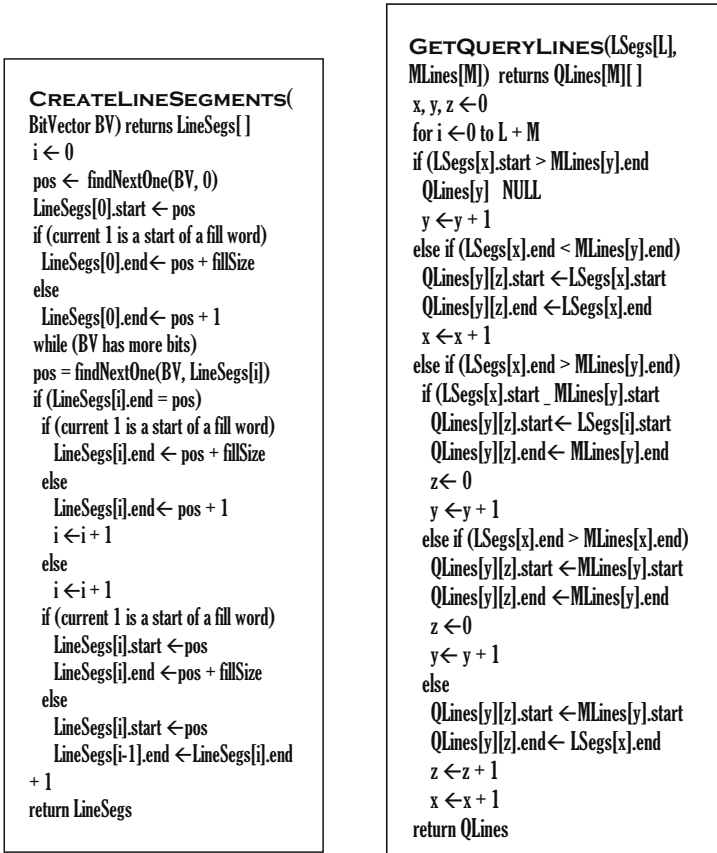 CREATELINESEGMENTS(
BitVector BV) returns LineSegs[ ]
i ← 0
pos ← findNextOne(BV, 0)
LineSegs[0].start ← pos
if (current 1 is a start of a fill word)
LineSegs[0].end← pos + fillSize
else
LineSegs[0].end← pos + 1
while (BV has more bits)
pos = findNextOne(BV, LineSegs[i])
if (LineSegs[i].end = pos)
if (current 1 is a start of a fill word)
LineSegs[i].end ← pos + fillSize
else
LineSegs[i].end← pos + 1
i ←i + 1
else
i ←i + 1
if (current 1 is a start of a fill word)
LineSegs[i].start ←pos
LineSegs[i].end ←pos + fillSize
else
LineSegs[i].start ←pos
LineSegs[i-1].end ←LineSegs[i].end
+ 1
return LineSegs
GETQUERYLINES(LSegs[L],
MLines[M]) returns QLines[M][ ]
x, y, z ←0
for i ←0 to L + M
if (LSegs[x].start > MLines[y].end
QLines[y] NULL
y ←y + 1
else if (LSegs[x].end < MLines[y].end)
QLines[y][z].start ←LSegs[x].start
QLines[y][z].end ←LSegs[x].end
x ←x + 1
else if (LSegs[x].end > MLines[y].end)
if (LSegs[x].start _ MLines[y].start
QLines[y][z].start← LSegs[i].start
QLines[y][z].end← MLines[y].end
z← 0
y ←y + 1
else if (LSegs[x].end > MLines[x].end)
QLines[y][z].start ←MLines[y].start
QLines[y][z].end ←MLines[y].end
z ←0
y← y + 1
else
QLines[y][z].start ←MLines[y].start
QLines[y][z].end← LSegs[x].end
z ←z + 1
x ←x + 1
return QLines